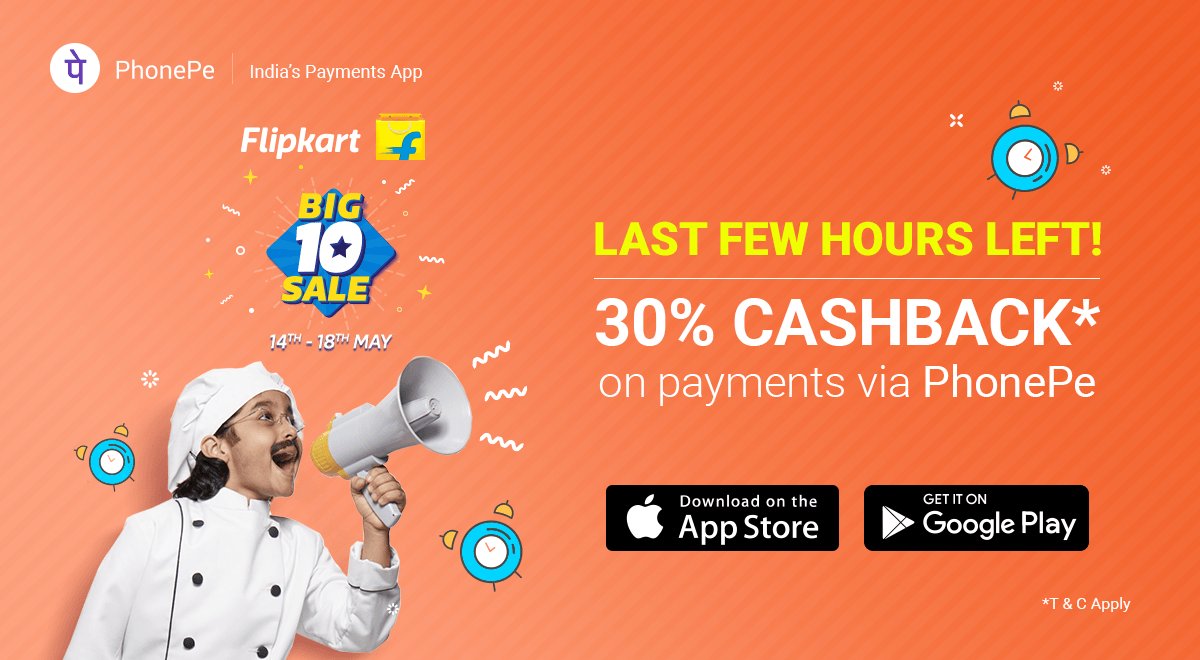 पे PhonePe | India's Payments App
Flipkart f
BIG
10
SALE
14TH - 18TH MAY
LAST FEW HOURS LEFT!
30% CASHBACK*
on payments via PhonePe
Download on the
App Store
GET IT ON
Google Play
*T & C Apply